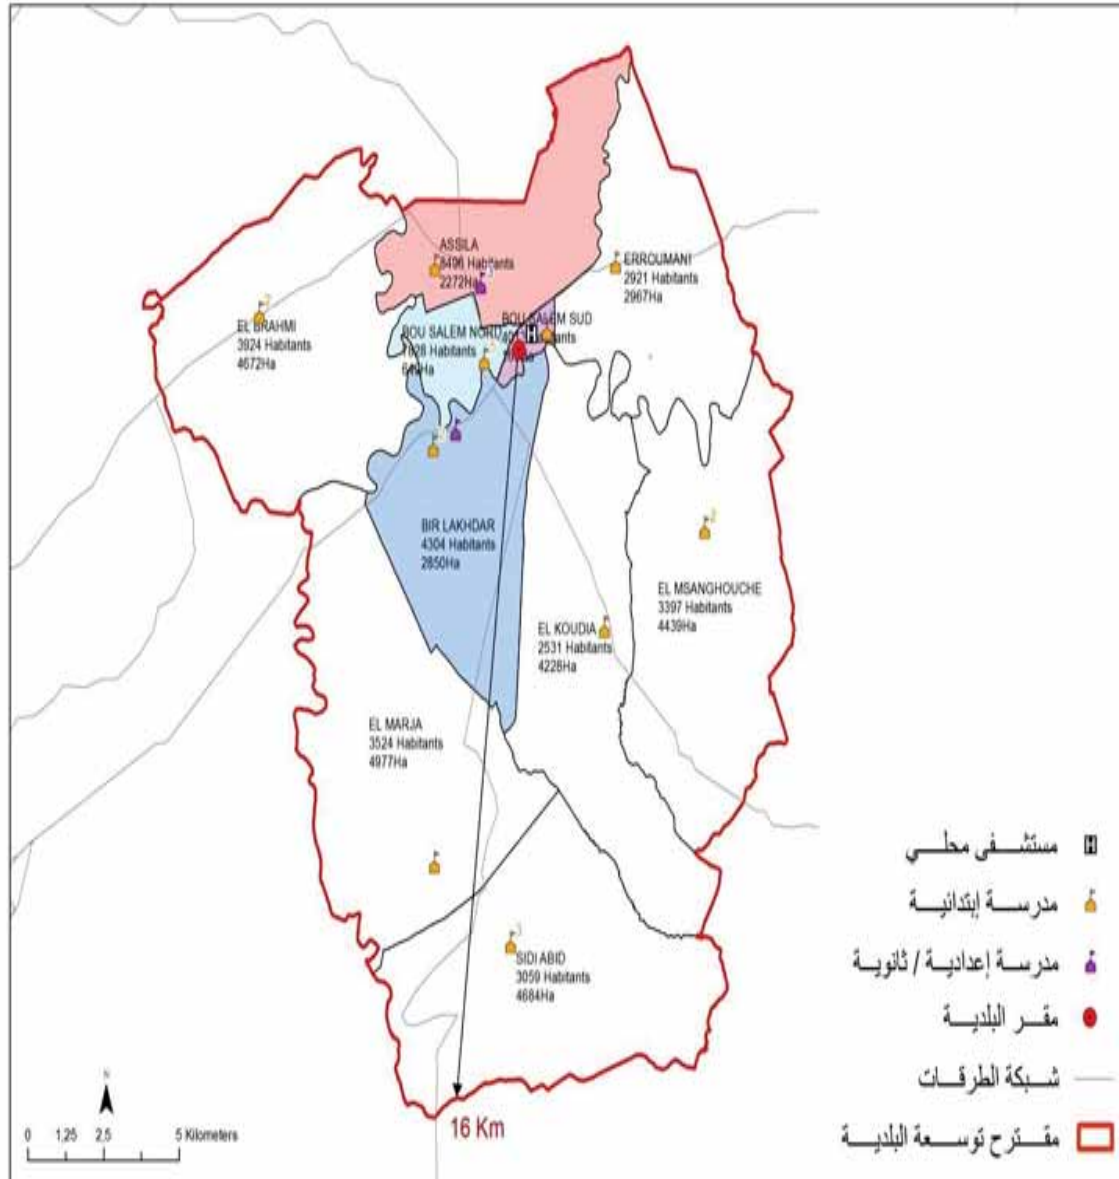 ASSILA
8496 Habitants
2272Ha
ERROUMANI
2921 Habitants
2967Ha
EL BRAHMI
3924 Habitants
4672Ha
BOU SALEM SUD
BOU SALEM NORD
7828 Habitants
BIR LAKHDAR
4304 Habitants
2850Ha
EL MSANGHOUCHE
3397 Habitants
4439Ha
EL KOUDIA
2531 Habitants
4228Ha
EL MARJA
3524 Habitants
4977Ha
SIDI ABID
3059 Habitants
4684Ha
16 Km
N
0 1,25 2,5 5 Kilometers
مستشفى محلي
مدرسة إبتدائية
مدرسة إعدادية / ثانوية
مقر البلدية
شبكة الطرقات
مقترح توسعة البلدية